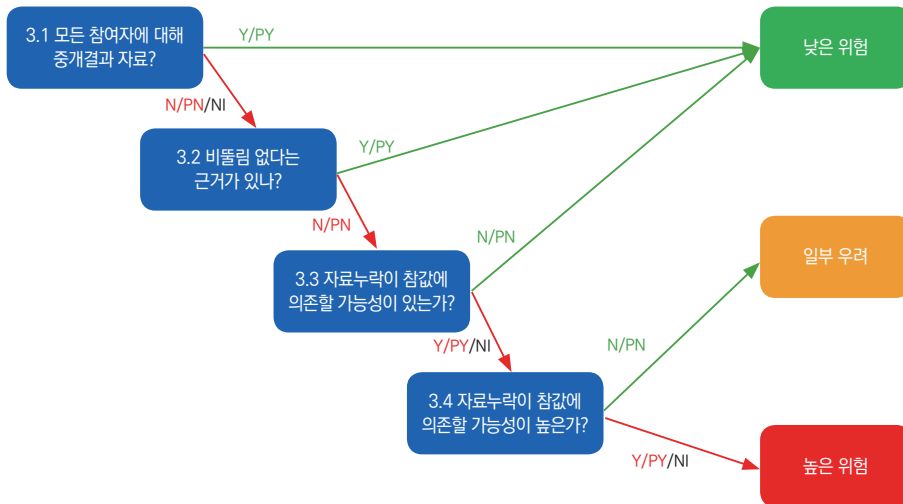 3.1 모든 참여자에 대해
중개결과 자료?
Y/PY
낮은 위험
N/PN/NI
3.2 비뚤림 없다는
근거가 있나?
Y/PY
N/PN
3.3 자료누락이 참값에
의존할 가능성이 있는가?
N/PN
일부 우려
Y/PY/NI
3.4 자료누락이 참값에
의존할 가능성이 높은가?
N/PN
Y/PY/NI
높은 위험